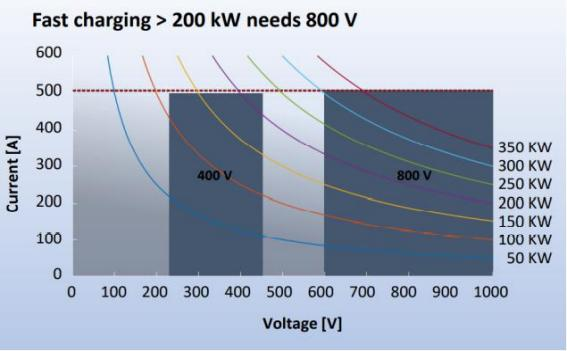 Fast charging > 200 kW needs 800 V
600
500
400
300
200
100
0
Current [A]
400 V
800 V
350 KW
300 KW
250 KW
200 KW
150 KW
100 KW
50 KW
0 100 200 300 400 500 600 700 800 900 1000
Voltage [V]